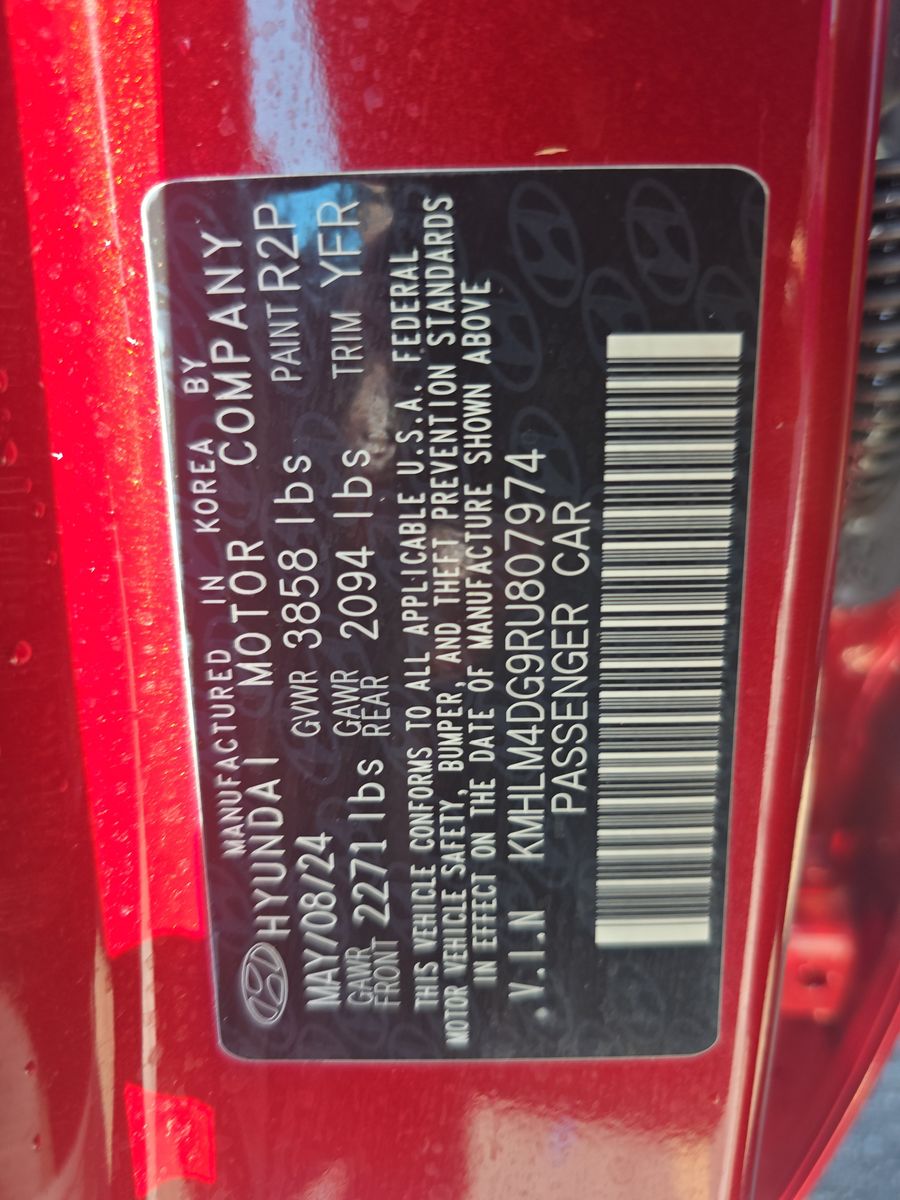 MANUFACTURED IN KOREA BY
HYUNDAI MOTOR COMPANY
MAY/08/24 GVWR 3858 lbs PAINT R2P
GAWR FRONT 2271 lbs GAWR REAR 2094 lbs TRIM YFR
THIS VEHICLE CONFORMS TO ALL APPLICABLE U.S.A. FEDERAL
MOTOR VEHICLE SAFETY, BUMPER, AND THEFT PREVENTION STANDARDS
IN EFFECT ON THE DATE OF MANUFACTURE SHOWN ABOVE
. V.I.N KMHLM4DG9RU807974
PASSENGER CAR